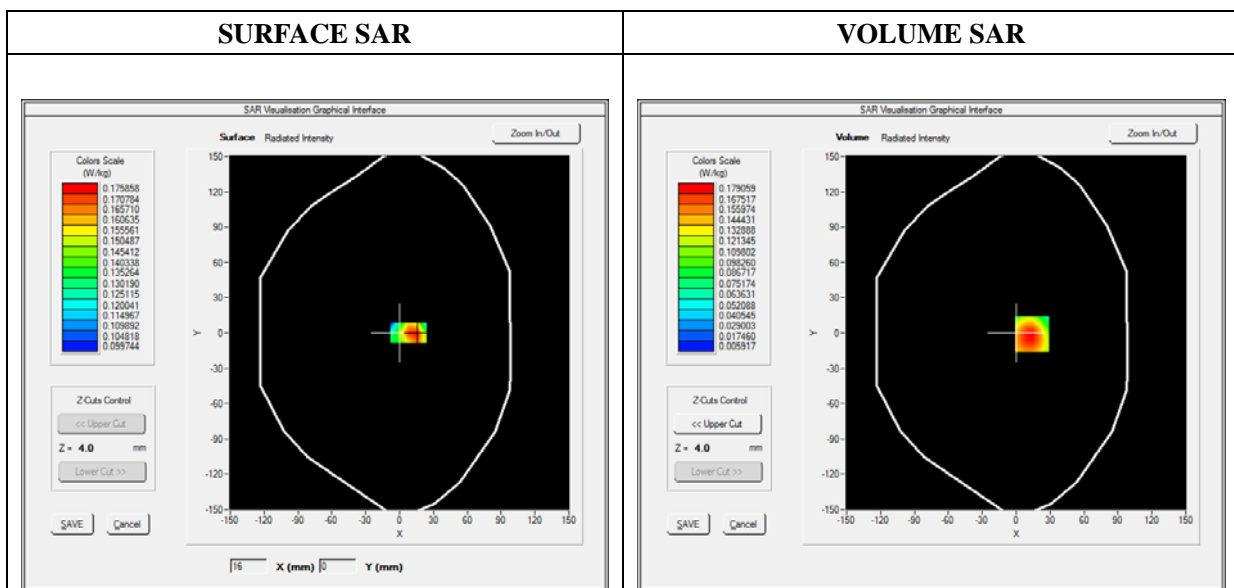 SURFACE SAR
VOLUME SAR
SAR Visualisation Graphical Interface
Surface Radiated Intensity
Zoom In/Out
Colors Scale
(W/kg)
0.175858
0.170784
0.165710
0.160635
0.155561
0.150487
0.145412
0.140338
0.135264
0.130190
0.125115
0.120041
0.114967
0.109892
0.104818
0.099744
Z-Cuts Control
<< Upper Cut
Z = 4.0 mm
Lower Cut >>
SAVE Cancel
150
120
90
60
30
0
-30
-60
-90
-120
-150
Y
-150 -120 -90 -60 -30 0 30 60 90 120 150
X
16 X (mm) 0 Y (mm)
SAR Visualisation Graphical Interface
Volume Radiated Intensity
Zoom In/Out
Colors Scale
(W/kg)
0.179059
0.167517
0.155974
0.144431
0.132888
0.121345
0.109802
0.098260
0.086717
0.075174
0.063631
0.052088
0.040545
0.029003
0.017460
0.005917
Z-Cuts Control
<< Upper Cut
Z = 4.0 mm
Lower Cut >>
SAVE Cancel
150
120
90
60
30
0
-30
-60
-90
-120
-150
Y
-150 -120 -90 -60 -30 0 30 60 90 120 150
X